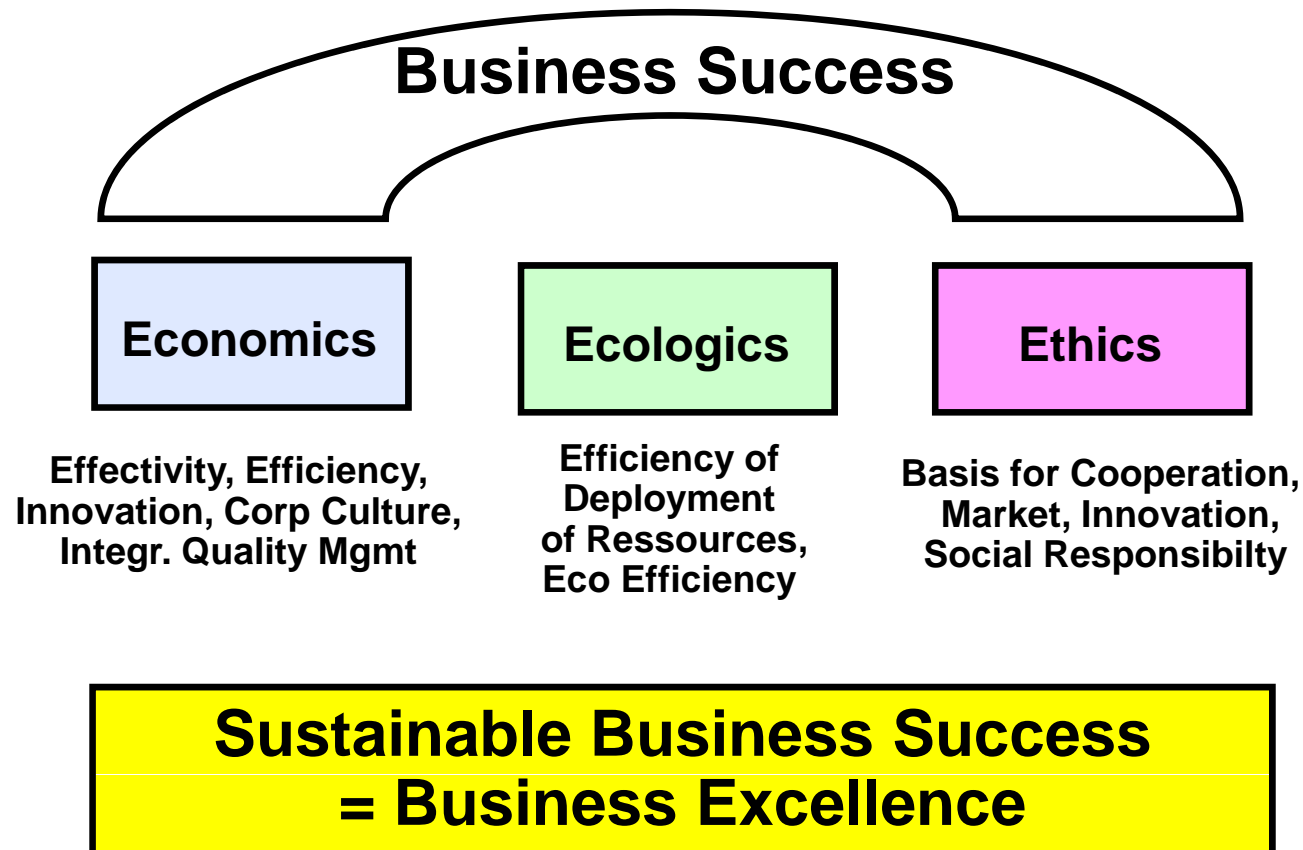 Business Success
Economics
Effectivity, Efficiency,
Innovation, Corp Culture,
Integr. Quality Mgmt
Ecologics
Efficiency of
Deployment
of Ressources,
Eco Efficiency
Ethics
Basis for Cooperation,
Market, Innovation,
Social Responsibilty
Sustainable Business Success
= Business Excellence